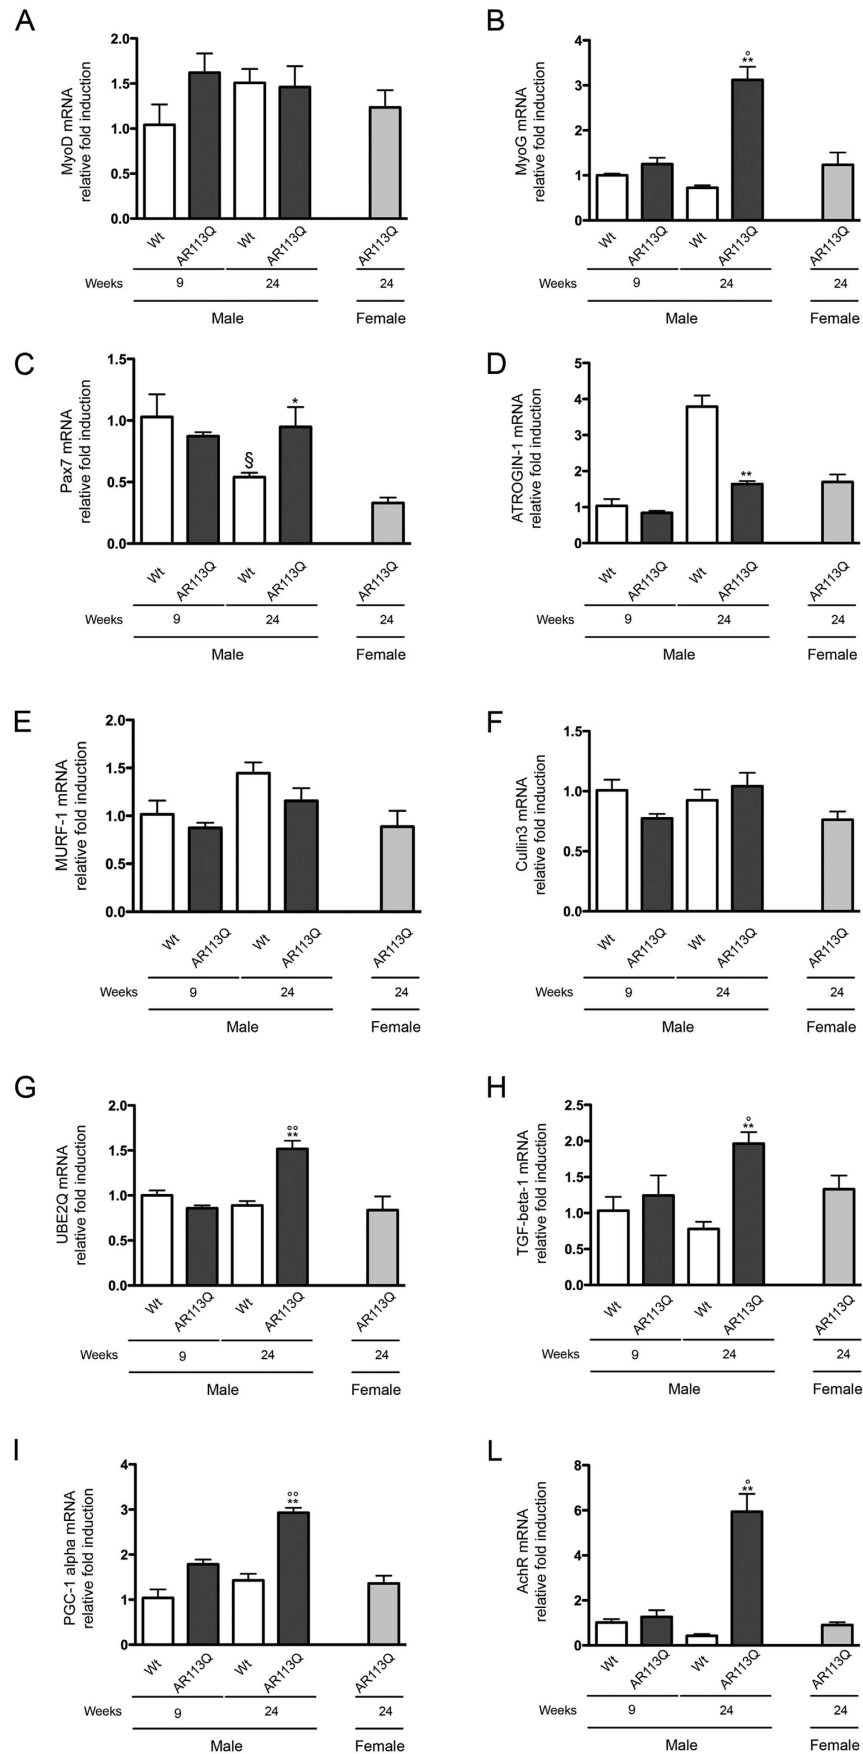 A
MyoD mRNA
relative fold induction
2.0
1.5
1.0
0.5
0.0
Wt
AR113Q
Wt
AR113Q
AR113Q
Weeks
9
24
24
Male
Female
B
MyoG mRNA
relative fold induction
4
3
2
1
0
°
**
Wt
AR113Q
Wt
AR113Q
AR113Q
Weeks
9
24
24
Male
Female
C
Pax7 mRNA
relative fold induction
1.5
1.0
0.5
0.0
§
*
Wt
AR113Q
Wt
AR113Q
AR113Q
Weeks
9
24
24
Male
Female
D
ATROGIN-1 mRNA
relative fold induction
5
4
3
2
1
0
**
Wt
AR113Q
Wt
AR113Q
AR113Q
Weeks
9
24
24
Male
Female
E
MURF-1 mRNA
relative fold induction
2.0
1.5
1.0
0.5
0.0
Wt
AR113Q
Wt
AR113Q
AR113Q
Weeks
9
24
24
Male
Female
F
Cullin3 mRNA
relative fold induction
1.5
1.0
0.5
0.0
Wt
AR113Q
Wt
AR113Q
AR113Q
Weeks
9
24
24
Male
Female
G
UBE2Q mRNA
relative fold induction
2.0
1.5
1.0
0.5
0.0
°°
**
Wt
AR113Q
Wt
AR113Q
AR113Q
Weeks
9
24
24
Male
Female
H
TGF-beta-1 mRNA
relative fold induction
2.5
2.0
1.5
1.0
0.5
0.0
°
**
Wt
AR113Q
Wt
AR113Q
AR113Q
Weeks
9
24
24
Male
Female
I
PGC-1 alpha mRNA
relative fold induction
4
3
2
1
0
°°
**
Wt
AR113Q
Wt
AR113Q
AR113Q
Weeks
9
24
24
Male
Female
L
AchR mRNA
relative fold induction
8
6
4
2
0
°
**
Wt
AR113Q
Wt
AR113Q
AR113Q
Weeks
9
24
24
Male
Female